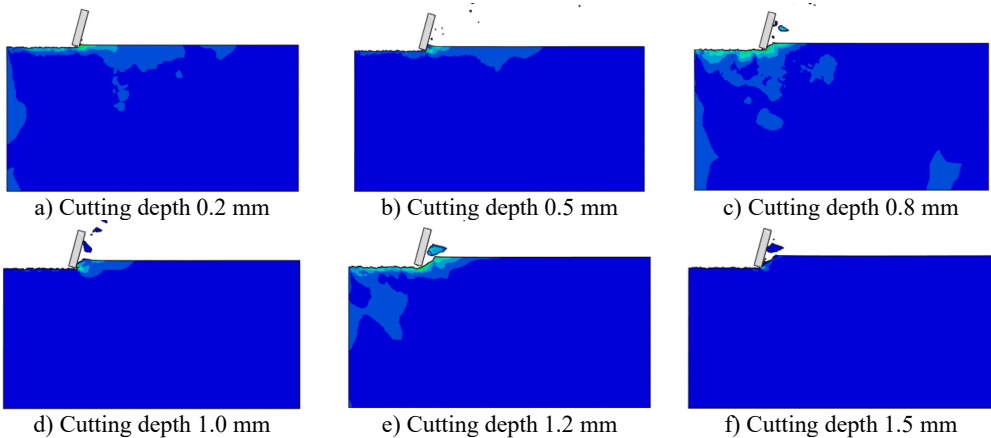 a) Cutting depth 0.2 mm
b) Cutting depth 0.5 mm
c) Cutting depth 0.8 mm
d) Cutting depth 1.0 mm
e) Cutting depth 1.2 mm
f) Cutting depth 1.5 mm